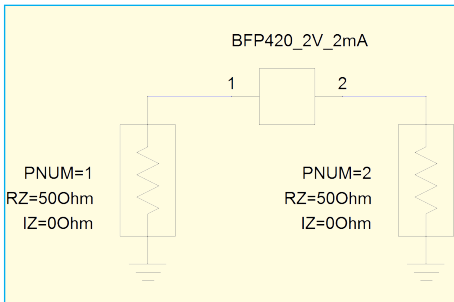 BFP420_2V_2mA
1 2
PNUM=1
RZ=50Ohm
IZ=0Ohm
PNUM=2
RZ=50Ohm
IZ=0Ohm